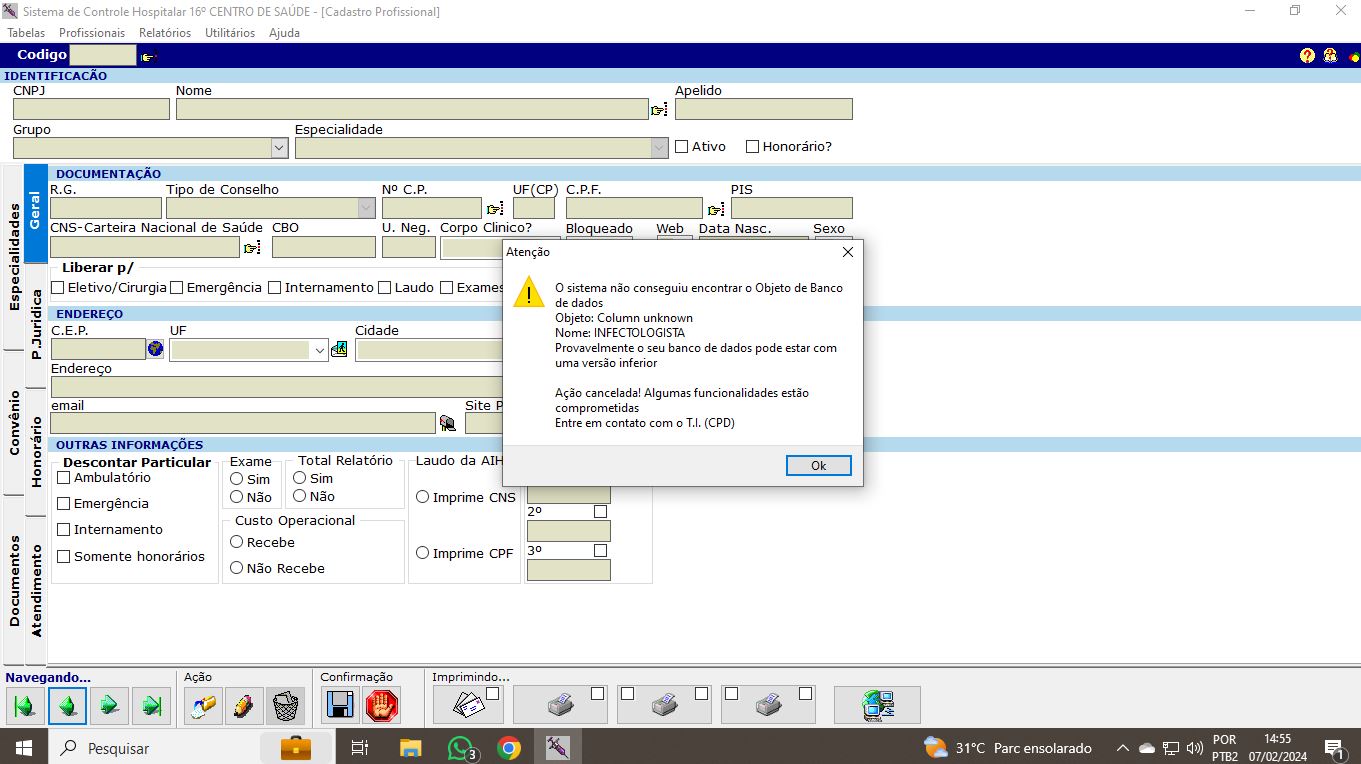 Sistema de Controle Hospitalar 16º CENTRO DE SAÚDE - [Cadastro Profissional]
Tabelas Profissionais Relatórios Utilitários Ajuda
Codigo
IDENTIFICACÃO
CNPJ Nome Apelido
Grupo Especialidade Ativo Honorário?
Especialidades
Convênio
Documentos
Geral
P.Juridica
Honorário
Atendimento
DOCUMENTAÇÃO
R.G. Tipo de Conselho Nº C.P. UF(CP) C.P.F. PIS
CNS-Carteira Nacional de Saúde CBO U. Neg. Corpo Clinico? Bloqueado Web Data Nasc. Sexo
Liberar p/
Eletivo/Cirurgia Emergência Internamento Laudo Exames
ENDEREÇO
C.E.P. UF Cidade
Endereço
email Site P
OUTRAS INFORMAÇÕES
Descontar Particular
Ambulatório
Emergência
Internamento
Somente honorários
Exame
Sim
Não
Total Relatório
Sim
Não
Custo Operacional
Recebe
Não Recebe
Laudo da AIH
Imprime CNS
Imprime CPF
2º
3º
Atenção
O sistema não conseguiu encontrar o Objeto de Banco
de dados
Objeto: Column unknown
Nome: INFECTOLOGISTA
Provavelmente o seu banco de dados pode estar com
uma versão inferior
Ação cancelada! Algumas funcionalidades estão
comprometidas
Entre em contato com o T.I. (CPD)
Ok
Navegando... Ação Confirmação Imprimindo...
Pesquisar
3
31°C Parc ensolarado
POR
PTB2
14:55
07/02/2024
1